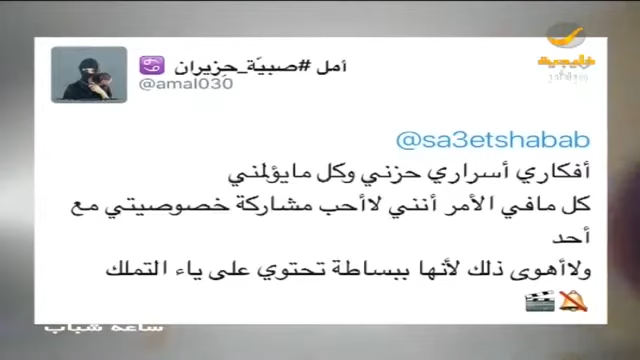 خليجية
أمل #صبيّة_حزيران
@amal030
@sa3etshabab
أفكاري أسراري حزني وكل مايؤلمني
كل مافي الأمر أنني لاأحب مشاركة خصوصيتي مع
أحد
ولاأهوى ذلك لأنها ببساطة تحتوي على ياء التملك
ساعة شباب